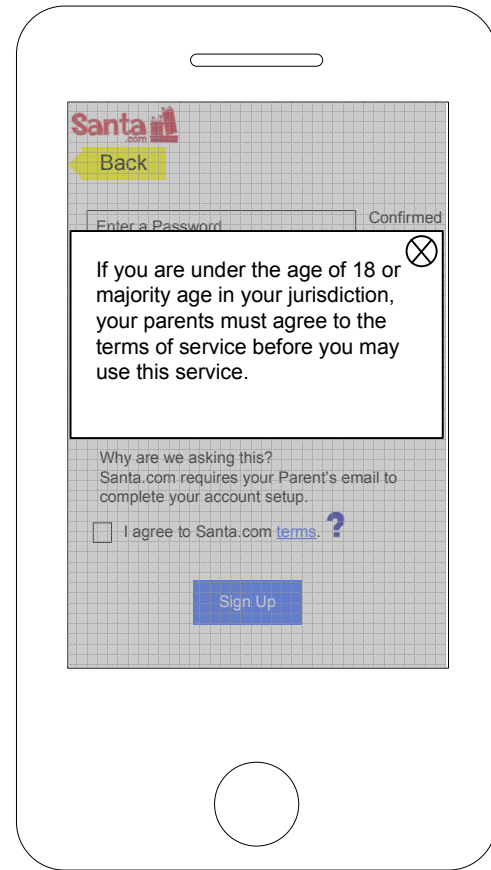 Santa
.com
Back
Enter a Password
Confirmed
If you are under the age of 18 or
majority age in your jurisdiction,
your parents must agree to the
terms of service before you may
use this service.
Why are we asking this?
Santa.com requires your Parent's email to
complete your account setup.
I agree to Santa.com terms. ?
Sign Up